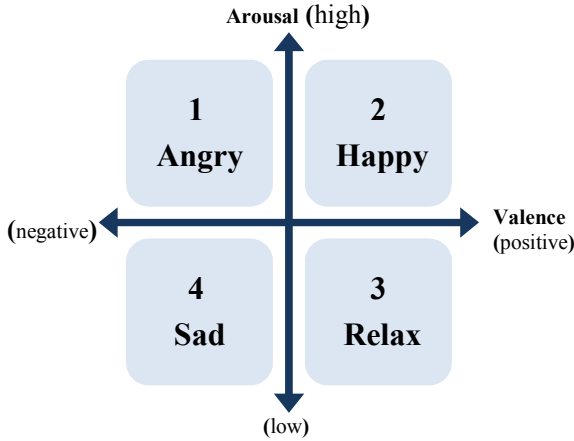 Arousal (high)
1
Angry
2
Happy
(negative)
Valence
(positive)
4
Sad
3
Relax
(low)